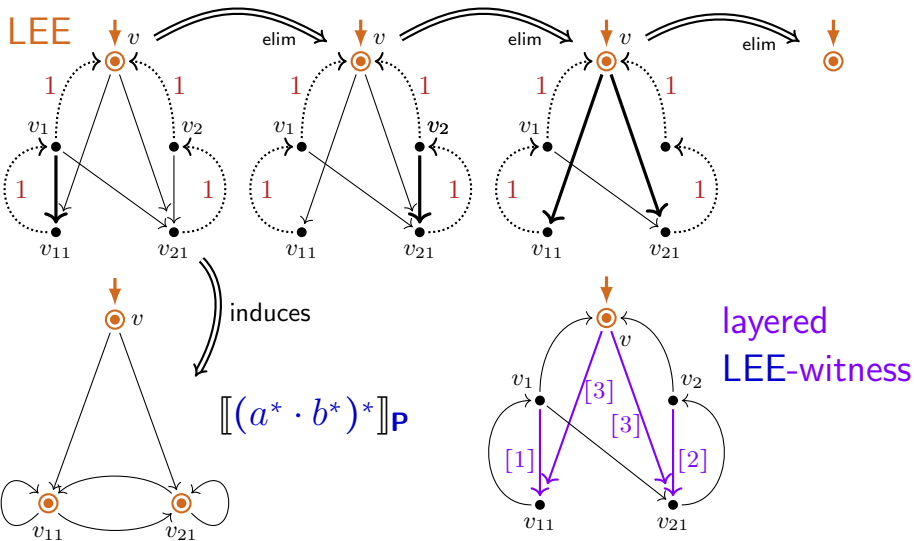 LEE
v
elim
v
elim
v
elim
1
1
1
1
1
1
v₁
v₂
v₁
v₂
v₁
1
1
1
1
1
1
v₁₁
v₂₁
v₁₁
v₂₁
v₁₁
v₂₁
induces
v
⟦(a* · b*)*⟧P
v₁₁
v₂₁
layered
LEE-witness
v
v₁
v₂
[3]
[3]
[1]
[2]
v₁₁
v₂₁